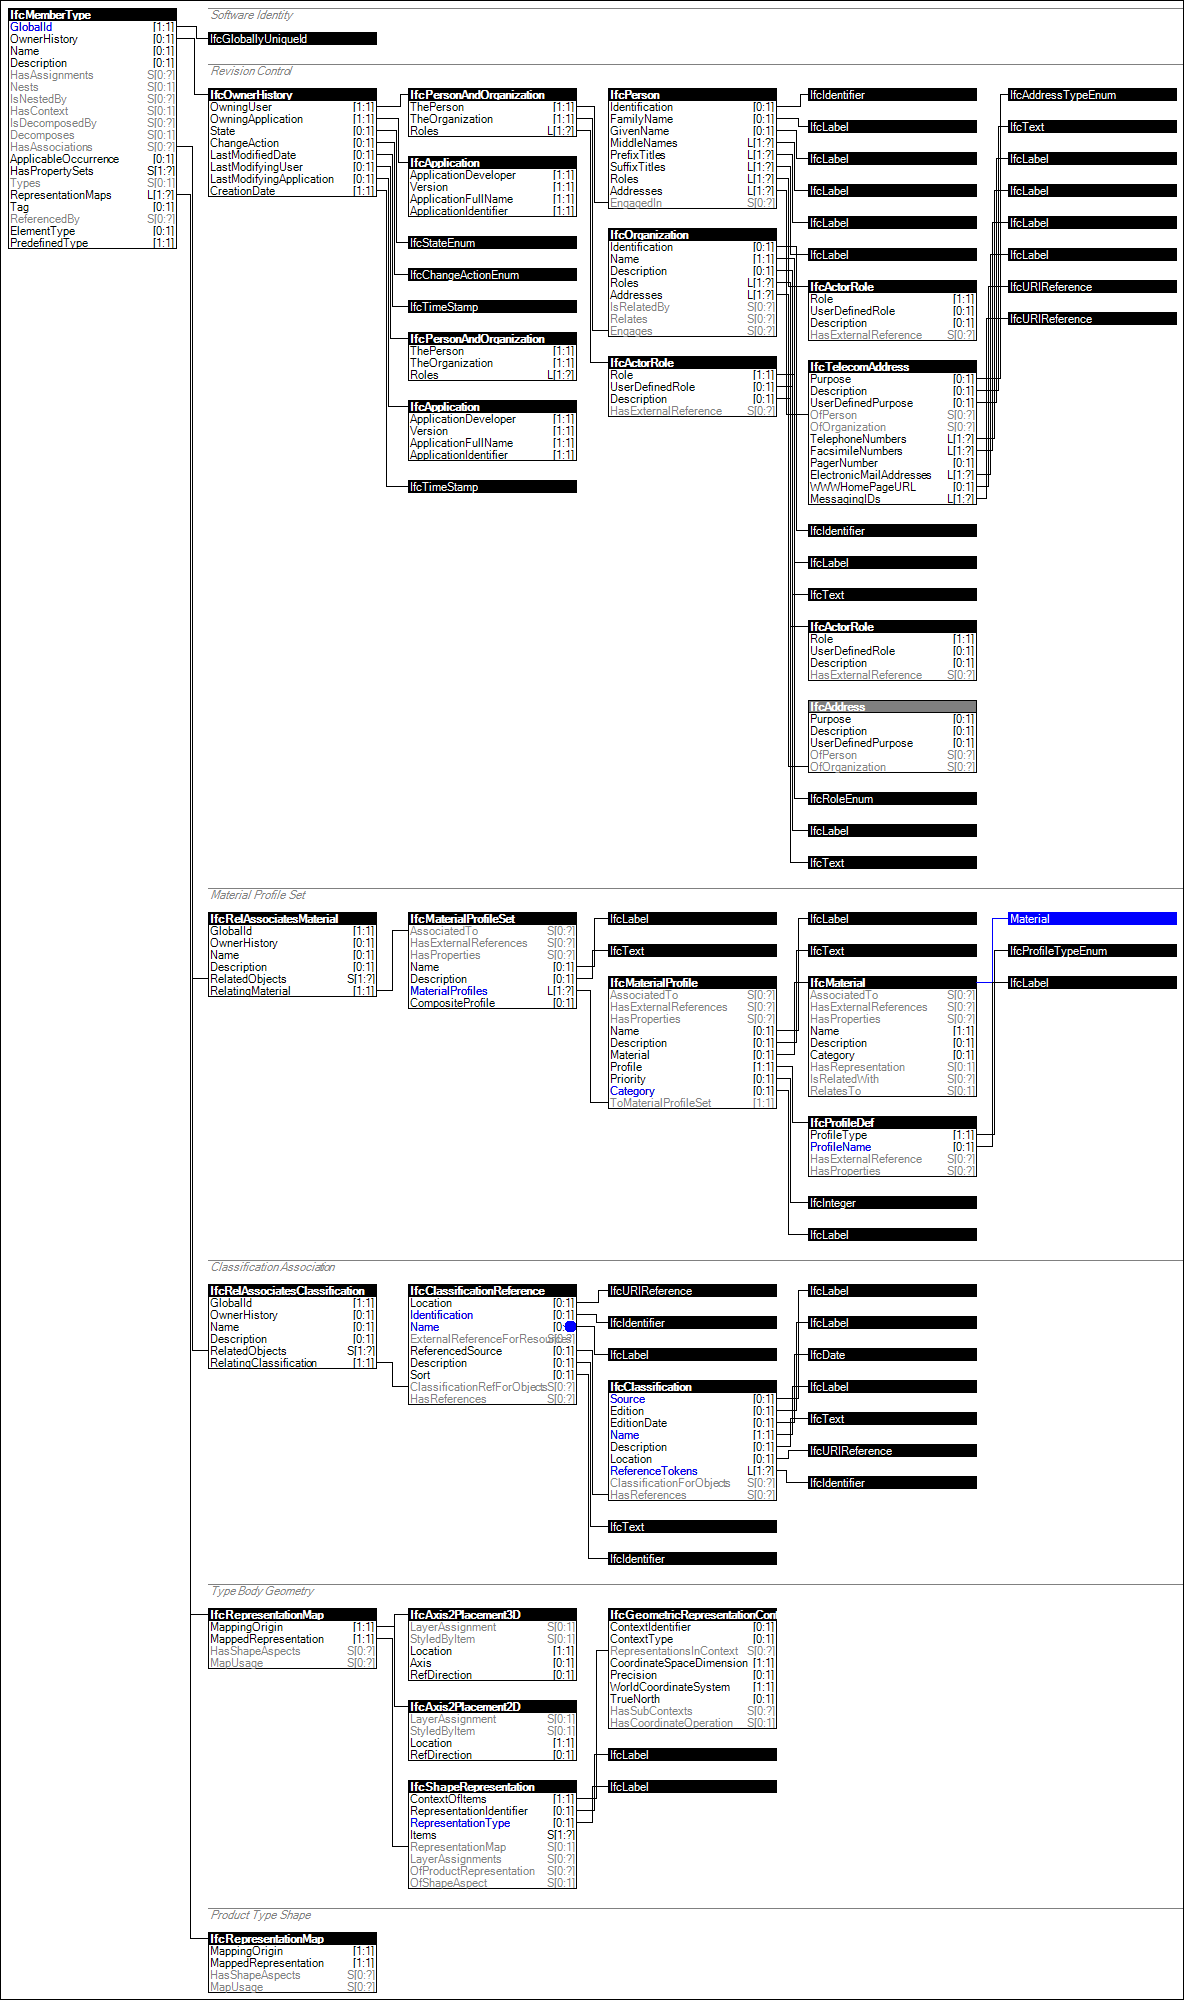 IfcMemberType
GlobalId [1:1]
OwnerHistory [0:1]
Name [0:1]
Description [0:1]
HasAssignments S[0:?]
Nests S[0:1]
IsNestedBy S[0:?]
HasContext S[0:1]
IsDecomposedBy S[0:?]
Decomposes S[0:1]
HasAssociations S[0:?]
ApplicableOccurrence [0:1]
HasPropertySets S[1:?]
Types S[0:1]
RepresentationMaps L[1:?]
Tag [0:1]
ReferencedBy S[0:?]
ElementType [0:1]
PredefinedType [1:1]
Software Identity
IfcGloballyUniqueId
Revision Control
IfcOwnerHistory
OwningUser [1:1]
OwningApplication [1:1]
State [0:1]
ChangeAction [0:1]
LastModifiedDate [0:1]
LastModifyingUser [0:1]
LastModifyingApplication [0:1]
CreationDate [1:1]
IfcPersonAndOrganization
ThePerson [1:1]
TheOrganization [1:1]
Roles L[1:?]
IfcApplication
ApplicationDeveloper [1:1]
Version [1:1]
ApplicationFullName [1:1]
ApplicationIdentifier [1:1]
IfcStateEnum
IfcChangeActionEnum
IfcTimeStamp
IfcPersonAndOrganization
ThePerson [1:1]
TheOrganization [1:1]
Roles L[1:?]
IfcApplication
ApplicationDeveloper [1:1]
Version [1:1]
ApplicationFullName [1:1]
ApplicationIdentifier [1:1]
IfcTimeStamp
IfcPerson
Identification [0:1]
FamilyName [0:1]
GivenName [0:1]
MiddleNames L[1:?]
PrefixTitles L[1:?]
SuffixTitles L[1:?]
Roles L[1:?]
Addresses L[1:?]
EngagedIn S[0:?]
IfcOrganization
Identification [0:1]
Name [1:1]
Description [0:1]
Roles L[1:?]
Addresses L[1:?]
IsRelatedBy S[0:?]
Relates S[0:?]
Engages S[0:?]
IfcActorRole
Role [1:1]
UserDefinedRole [0:1]
Description [0:1]
HasExternalReference S[0:?]
IfcIdentifier
IfcLabel
IfcLabel
IfcLabel
IfcLabel
IfcLabel
IfcActorRole
Role [1:1]
UserDefinedRole [0:1]
Description [0:1]
HasExternalReference S[0:?]
IfcTelecomAddress
Purpose [0:1]
Description [0:1]
UserDefinedPurpose [0:1]
OfPerson S[0:?]
OfOrganization S[0:?]
TelephoneNumbers L[1:?]
FacsimileNumbers L[1:?]
PagerNumber [0:1]
ElectronicMailAddresses L[1:?]
WWWHomePageURL [0:1]
MessagingIDs L[1:?]
IfcIdentifier
IfcLabel
IfcText
IfcActorRole
Role [1:1]
UserDefinedRole [0:1]
Description [0:1]
HasExternalReference S[0:?]
IfcAddress
Purpose [0:1]
Description [0:1]
UserDefinedPurpose [0:1]
OfPerson S[0:?]
OfOrganization S[0:?]
IfcRoleEnum
IfcLabel
IfcText
IfcAddressTypeEnum
IfcText
IfcLabel
IfcLabel
IfcLabel
IfcLabel
IfcURIReference
IfcURIReference
Material Profile Set
IfcRelAssociatesMaterial
GlobalId [1:1]
OwnerHistory [0:1]
Name [0:1]
Description [0:1]
RelatedObjects S[1:?]
RelatingMaterial [1:1]
IfcMaterialProfileSet
AssociatedTo S[0:?]
HasExternalReferences S[0:?]
HasProperties S[0:?]
Name [0:1]
Description [0:1]
MaterialProfiles L[1:?]
CompositeProfile [0:1]
IfcLabel
IfcText
IfcMaterialProfile
AssociatedTo S[0:?]
HasExternalReferences S[0:?]
HasProperties S[0:?]
Name [0:1]
Description [0:1]
Material [0:1]
Profile [1:1]
Priority [0:1]
Category [0:1]
ToMaterialProfileSet [1:1]
IfcLabel
IfcText
IfcMaterial
AssociatedTo S[0:?]
HasExternalReferences S[0:?]
HasProperties S[0:?]
Name [1:1]
Description [0:1]
Category [0:1]
HasRepresentation S[0:1]
IsRelatedWith S[0:?]
RelatesTo S[0:1]
IfcProfileDef
ProfileType [1:1]
ProfileName [0:1]
HasExternalReference S[0:?]
HasProperties S[0:?]
IfcInteger
IfcLabel
Material
IfcProfileTypeEnum
IfcLabel
Classification Association
IfcRelAssociatesClassification
GlobalId [1:1]
OwnerHistory [0:1]
Name [0:1]
Description [0:1]
RelatedObjects S[1:?]
RelatingClassification [1:1]
IfcClassificationReference
Location [0:1]
Identification [0:1]
Name [0:
ExternalReferenceForResources S[0:?]
ReferencedSource [0:1]
Description [0:1]
Sort [0:1]
ClassificationRefForObjects S[0:?]
HasReferences S[0:?]
IfcURIReference
IfcIdentifier
IfcLabel
IfcClassification
Source [0:1]
Edition [0:1]
EditionDate [0:1]
Name [1:1]
Description [0:1]
Location [0:1]
ReferenceTokens L[1:?]
ClassificationForObjects S[0:?]
HasReferences S[0:?]
IfcText
IfcIdentifier
IfcLabel
IfcLabel
IfcDate
IfcLabel
IfcText
IfcURIReference
IfcIdentifier
Type Body Geometry
IfcRepresentationMap
MappingOrigin [1:1]
MappedRepresentation [1:1]
HasShapeAspects S[0:?]
MapUsage S[0:?]
IfcAxis2Placement3D
LayerAssignment S[0:1]
StyledByItem S[0:1]
Location [1:1]
Axis [0:1]
RefDirection [0:1]
IfcAxis2Placement2D
LayerAssignment S[0:1]
StyledByItem S[0:1]
Location [1:1]
RefDirection [0:1]
IfcShapeRepresentation
ContextOfItems [1:1]
RepresentationIdentifier [0:1]
RepresentationType [0:1]
Items S[1:?]
RepresentationMap S[0:1]
LayerAssignments S[0:?]
OfProductRepresentation S[0:?]
OfShapeAspect S[0:1]
IfcGeometricRepresentationCont
ContextIdentifier [0:1]
ContextType [0:1]
RepresentationsInContext S[0:?]
CoordinateSpaceDimension [1:1]
Precision [0:1]
WorldCoordinateSystem [1:1]
TrueNorth [0:1]
HasSubContexts S[0:?]
HasCoordinateOperation S[0:1]
IfcLabel
IfcLabel
Product Type Shape
IfcRepresentationMap
MappingOrigin [1:1]
MappedRepresentation [1:1]
HasShapeAspects S[0:?]
MapUsage S[0:?]